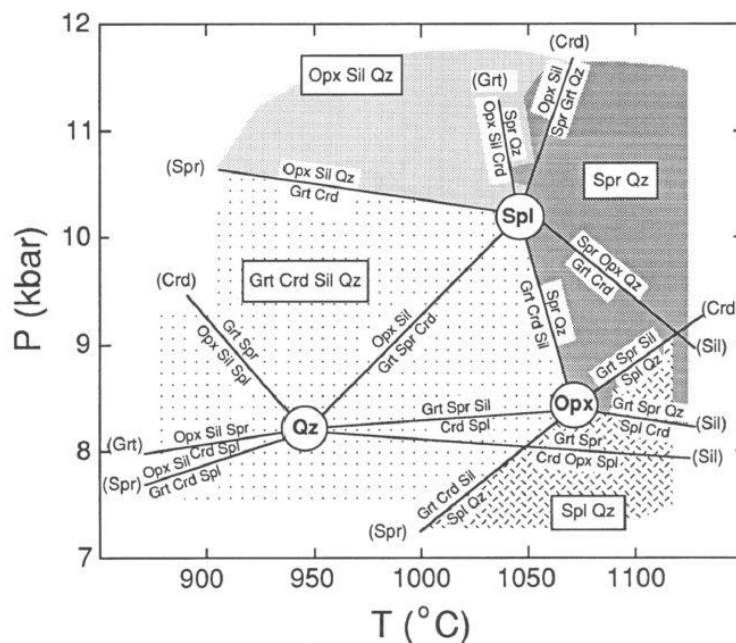 12
11
10
9
8
7
P (kbar)
900
950
1000
1050
1100
T (°C)
Opx Sil Qz
(Crd)
(Grt)
Opx Sil
Spr Grt Qz
Spr Qz
Opx Sil Crd
(Spr)
Opx Sil Qz
Grt Crd
Spl
Spr Qz
Grt Crd Sil Qz
Spr Opx Qz
Grt Crd
(Crd)
Grt Spr
Opx Sil Spl
Opx Sil
Grt Spr Crd
Spr Qz
Grt Crd Sil
(Crd)
Grt Spr Sil
Spl Qz
(Sil)
Qz
Opx
Grt Spr Sil
Crd Spl
Grt Spr Qz
Spl Crd
(Sil)
(Grt)
Opx Sil Spr
Crd Spl
(Spr)
Opx Sil
Grt Crd Spl
Grt Spr
Crd Opx Spl
(Sil)
Grt Crd Sil
Spl Qz
(Spr)
Spl Qz